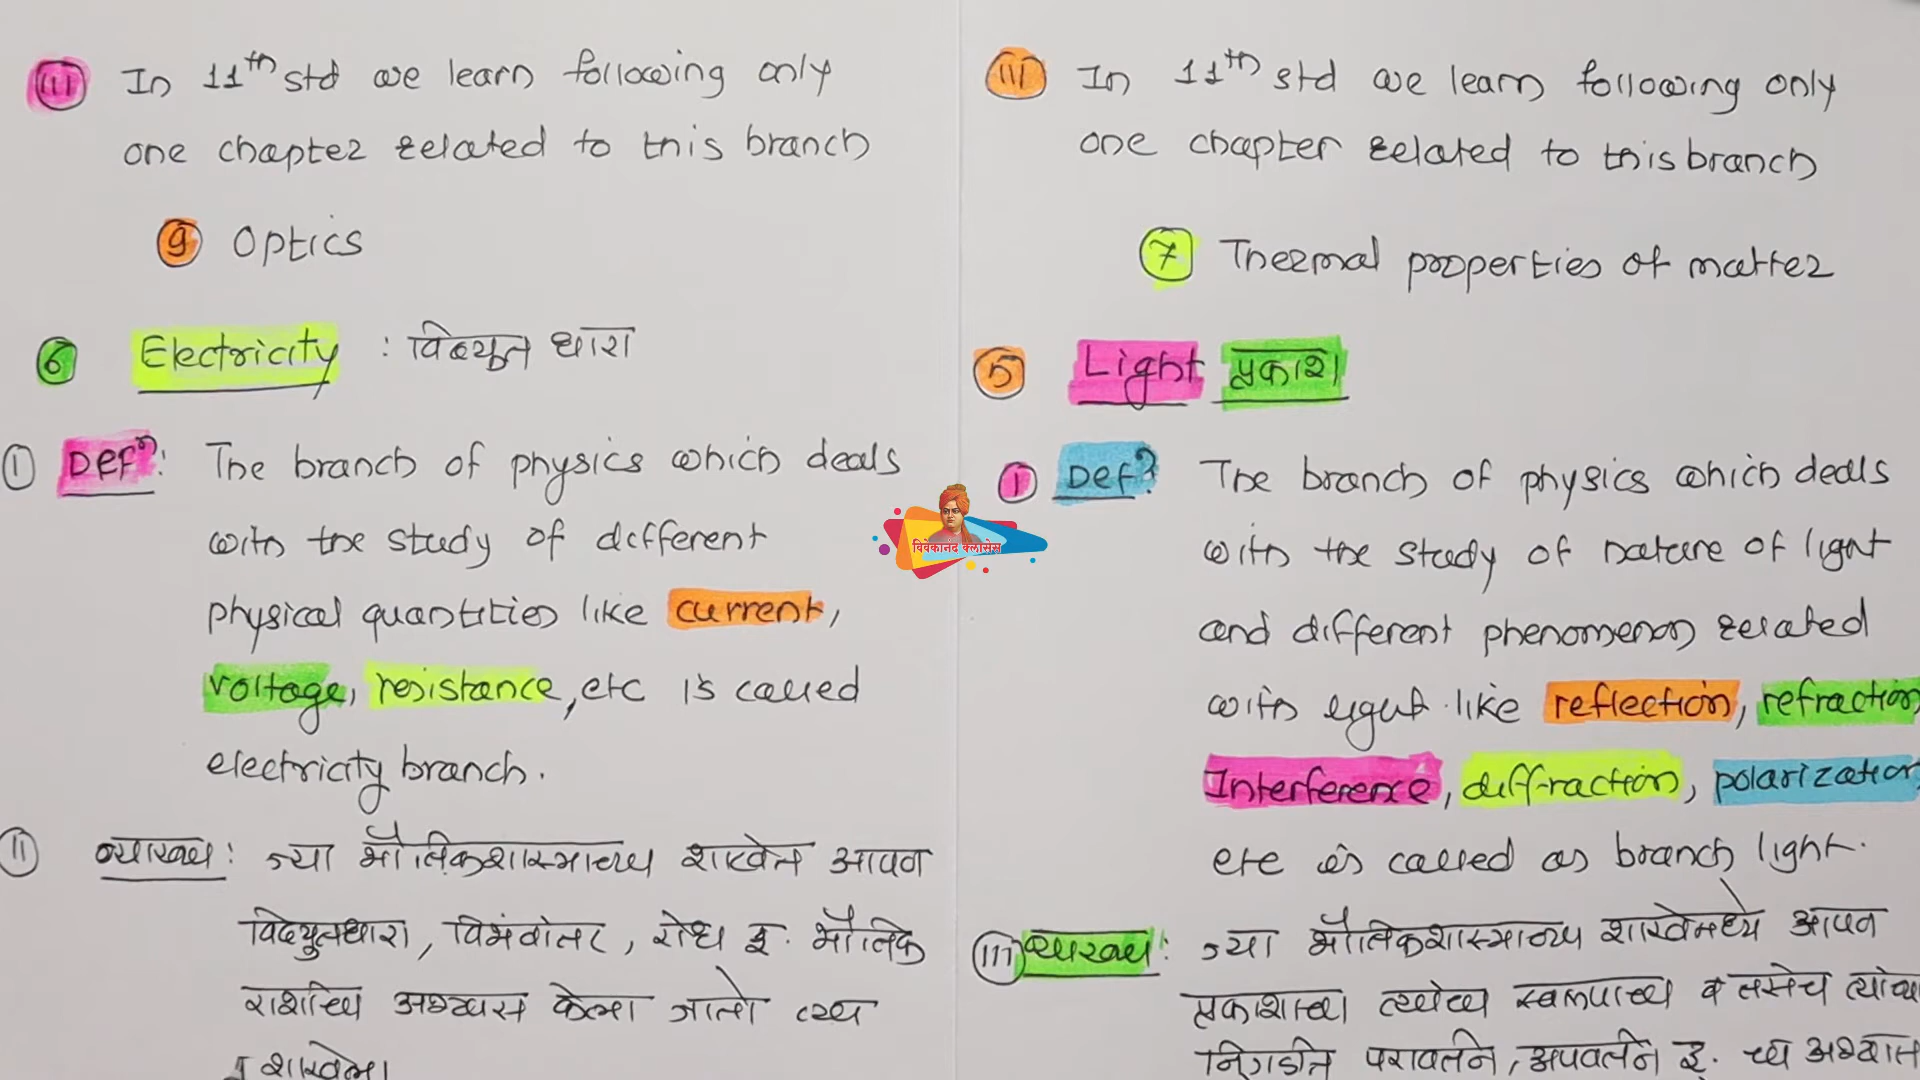 III In 11th std we learn following only
one chapter related to this branch
9 Optics
6 Electricity : विद्युत धारा
I Defn: The branch of physics which deals
with the study of different
physical quantities like current,
voltage, resistance, etc is called
electricity branch.
II व्याख्या : ज्या भौतिकशास्त्राच्या शाखेत आपण
विद्युतधारा, विभवांतर, रोध इ. भौतिक
राशींचा अभ्यास केला जातो त्या
शाखेला
III In 11th std we learn following only
one chapter related to this branch
7 Thermal properties of matter
5 Light प्रकाश
I Defn The branch of physics which deals
with the study of nature of light
and different phenomenon related
with light like reflection, refraction
Interference, diffraction, polarization
etc is called as branch light.
III व्याख्या : ज्या भौतिकशास्त्राच्या शाखेमध्ये आपण
प्रकाशाचा त्याच्या स्वरूपाचा व तसेच
निगडीत परावर्तन, अपवर्तन इ. चा अभ्यास
विवेकानंद क्लासेस